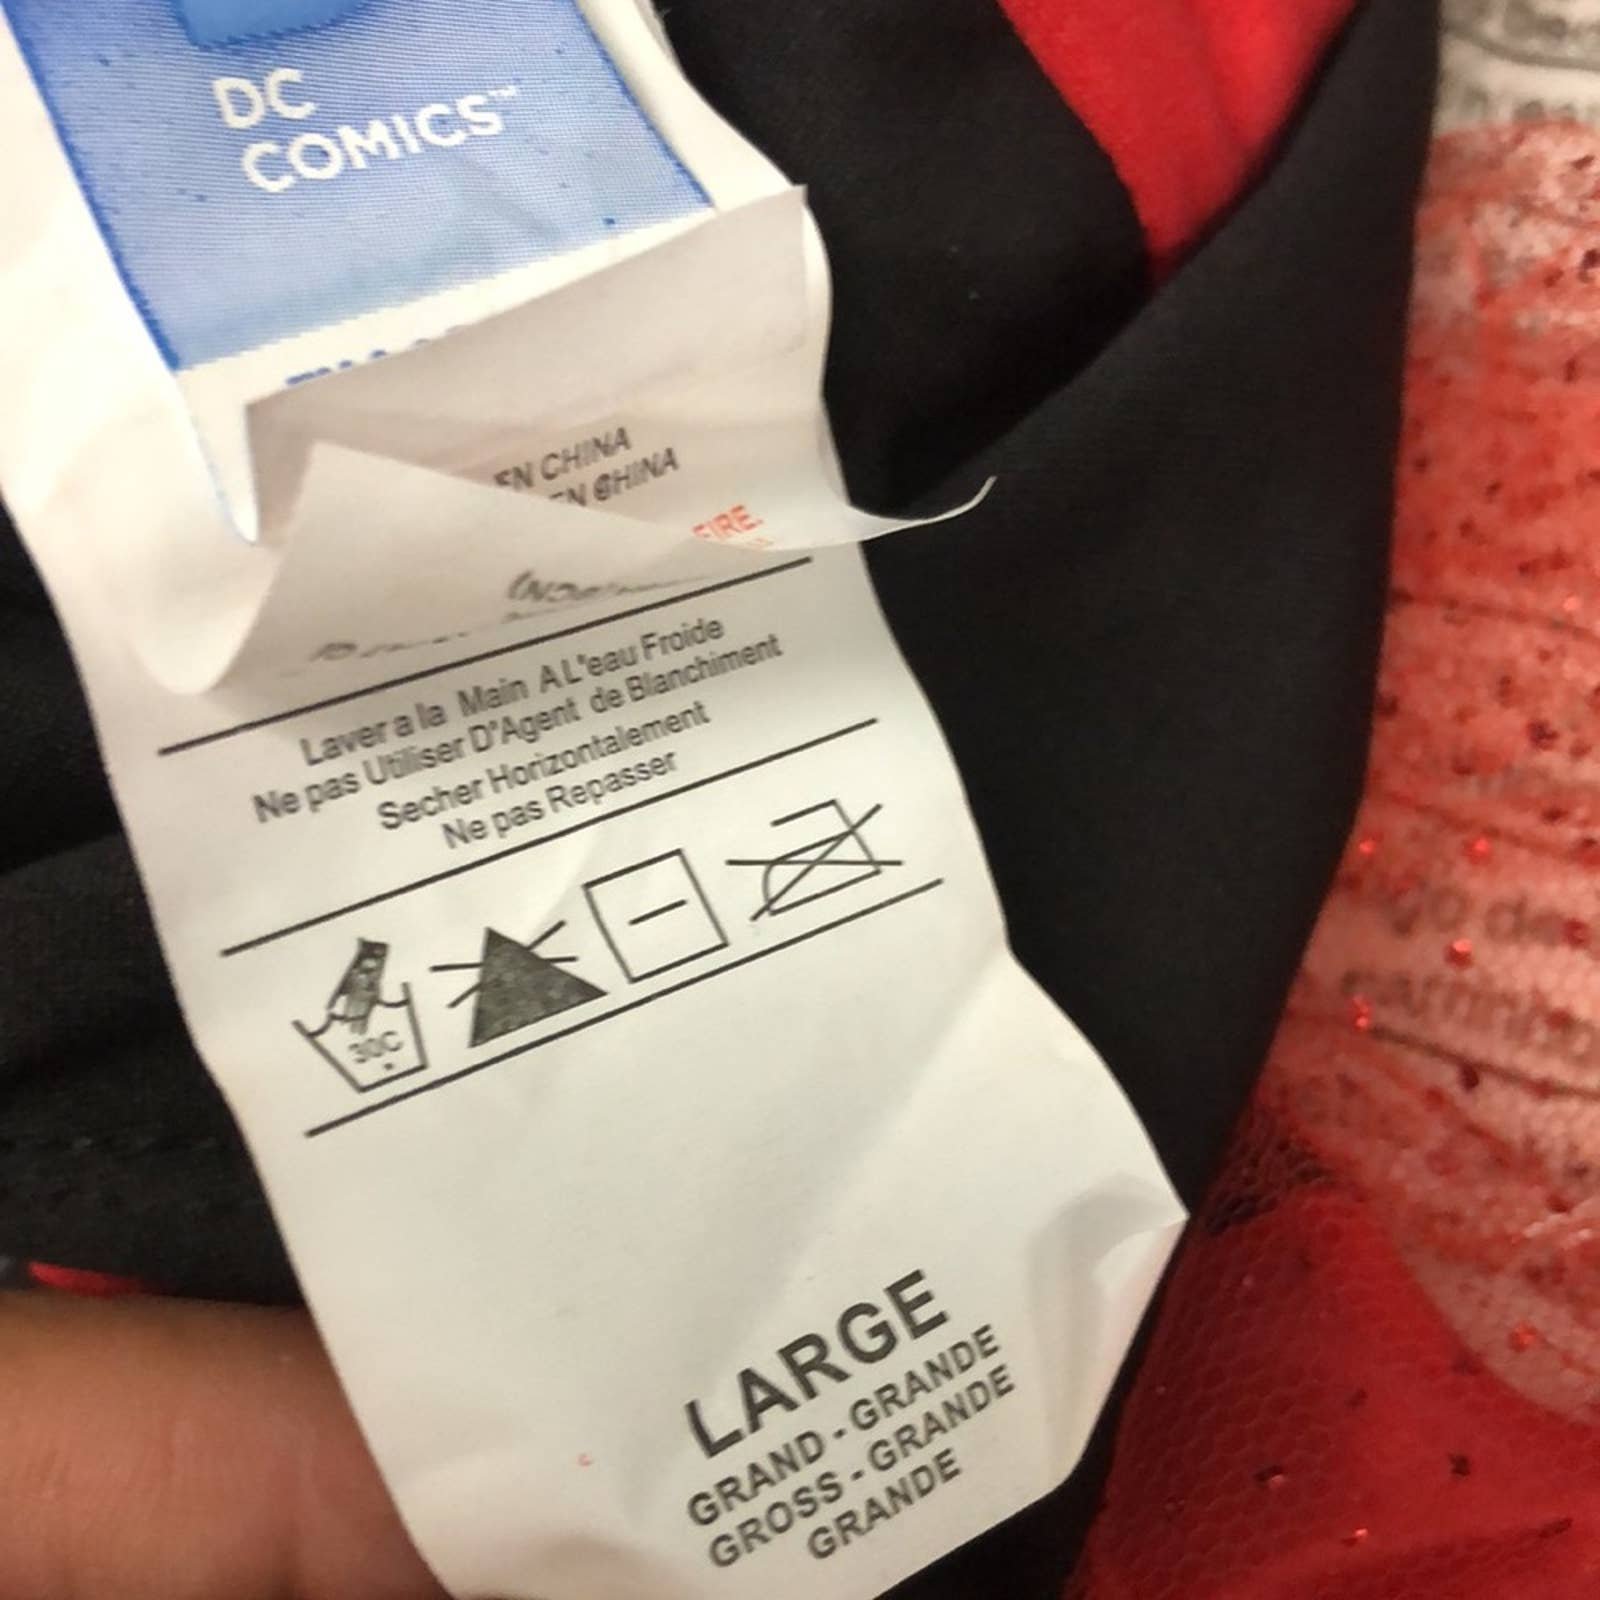 DC
COMICS™
EN CHINA
EN CHINA
FIRE.
Laver a la Main A L'eau Froide
Ne pas Utiliser D'Agent de Blanchiment
Secher Horizontalement
Ne pas Repasser
30C
LARGE
GRAND - GRANDE
GROSS - GRANDE
GRANDE